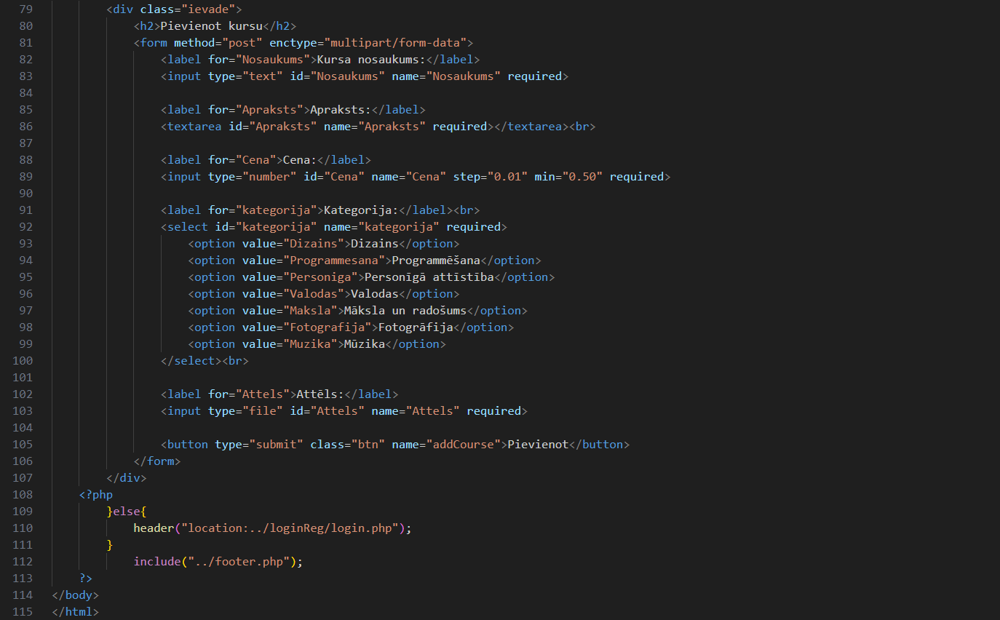 79 <div class="ievade">
80 <h2>Pievienot kursu</h2>
81 <form method="post" enctype="multipart/form-data">
82 <label for="Nosaukums">Kursa nosaukums:</label>
83 <input type="text" id="Nosaukums" name="Nosaukums" required>
84
85 <label for="Apraksts">Apraksts:</label>
86 <textarea id="Apraksts" name="Apraksts" required></textarea><br>
87
88 <label for="Cena">Cena:</label>
89 <input type="number" id="Cena" name="Cena" step="0.01" min="0.50" required>
90
91 <label for="kategorija">Kategorija:</label><br>
92 <select id="kategorija" name="kategorija" required>
93 <option value="Dizains">Dizains</option>
94 <option value="Programmesana">Programmēšana</option>
95 <option value="Personiga">Personīgā attīstība</option>
96 <option value="Valodas">Valodas</option>
97 <option value="Maksla">Māksla un radošums</option>
98 <option value="Fotografija">Fotogrāfija</option>
99 <option value="Muzika">Mūzika</option>
100 </select><br>
101
102 <label for="Attels">Attēls:</label>
103 <input type="file" id="Attels" name="Attels" required>
104
105 <button type="submit" class="btn" name="addCourse">Pievienot</button>
106 </form>
107 </div>
108 <?php
109 }else{
110 header("location:../loginReg/login.php");
111 }
112 include("../footer.php");
113 ?>
114 </body>
115 </html>